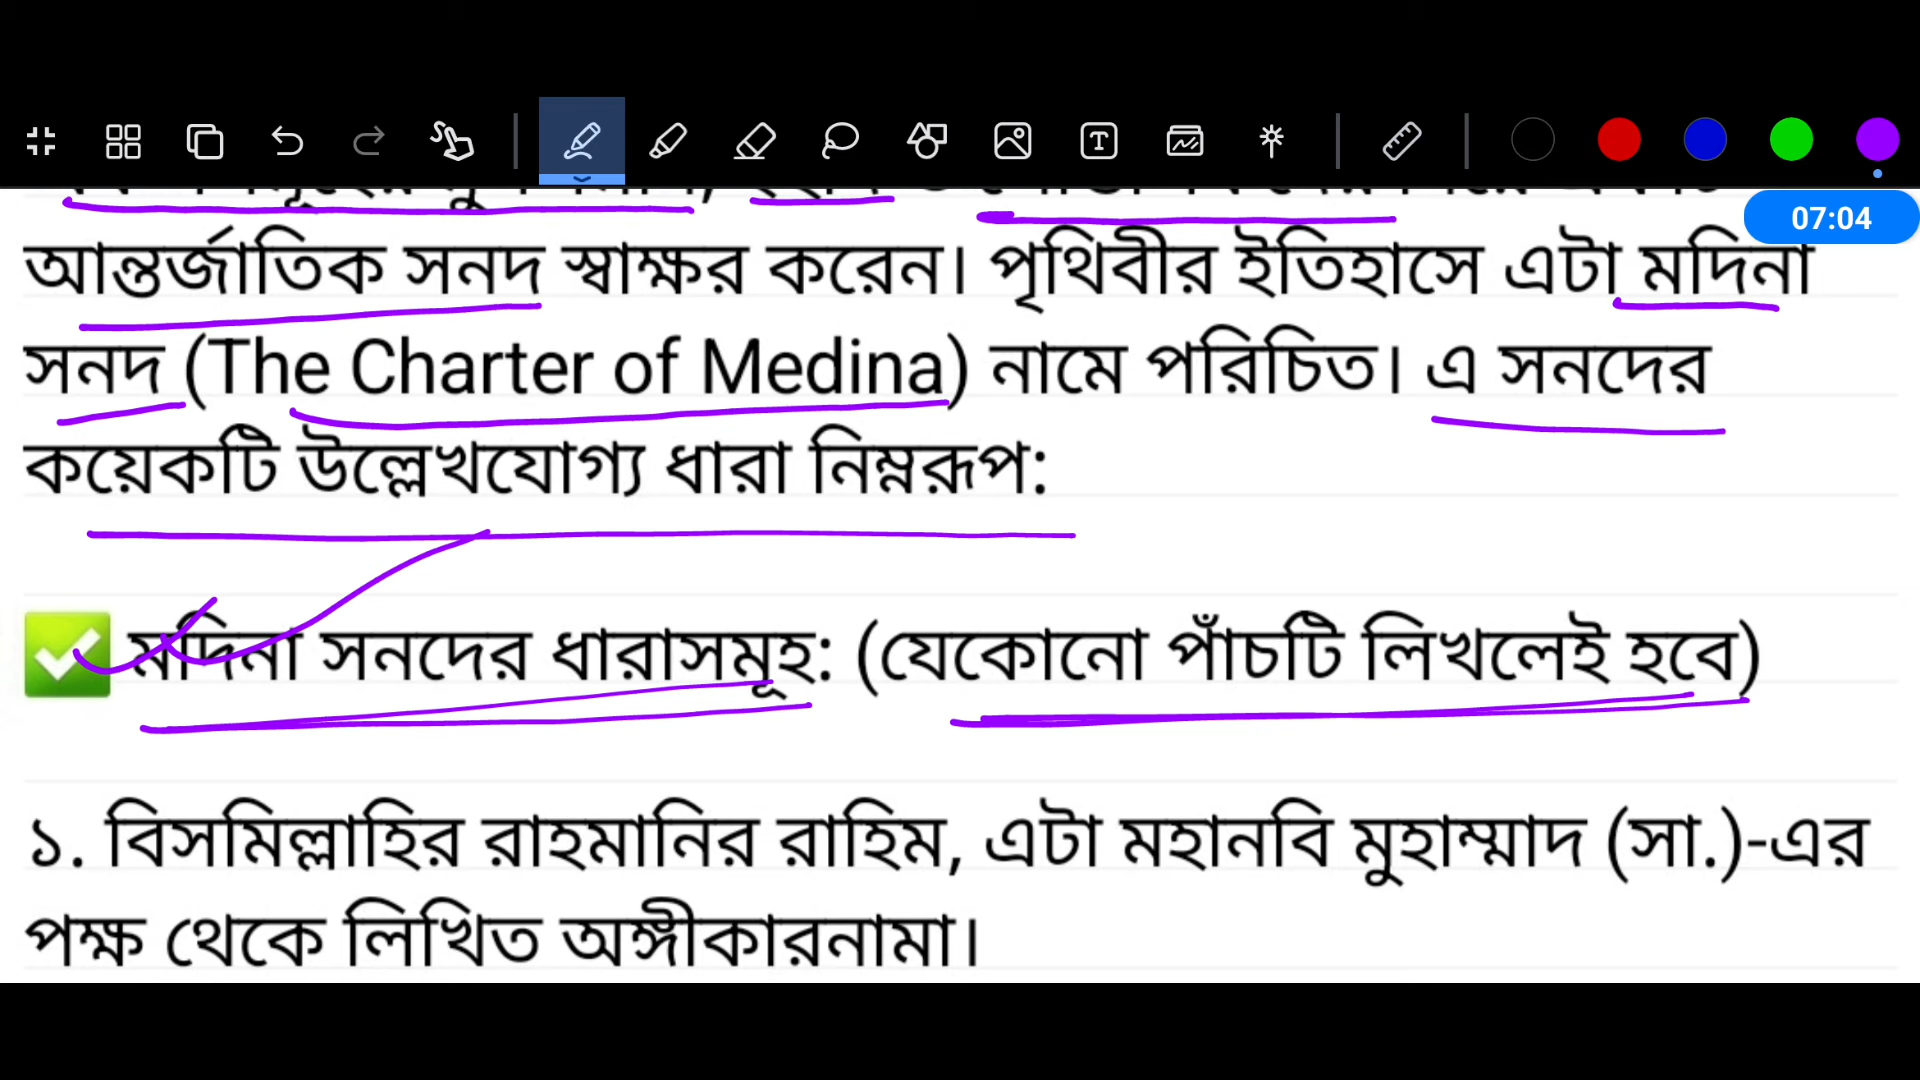 07:04
আন্তর্জাতিক সনদ স্বাক্ষর করেন। পৃথিবীর ইতিহাসে এটা মদিনা
সনদ (The Charter of Medina) নামে পরিচিত। এ সনদের
কয়েকটি উল্লেখযোগ্য ধারা নিম্নরূপ:
মদিনা সনদের ধারাসমূহ: (যেকোনো পাঁচটি লিখলেই হবে)
১. বিসমিল্লাহির রাহমানির রাহিম, এটা মহানবি মুহাম্মাদ (সা.)-এর
পক্ষ থেকে লিখিত অঙ্গীকারনামা।